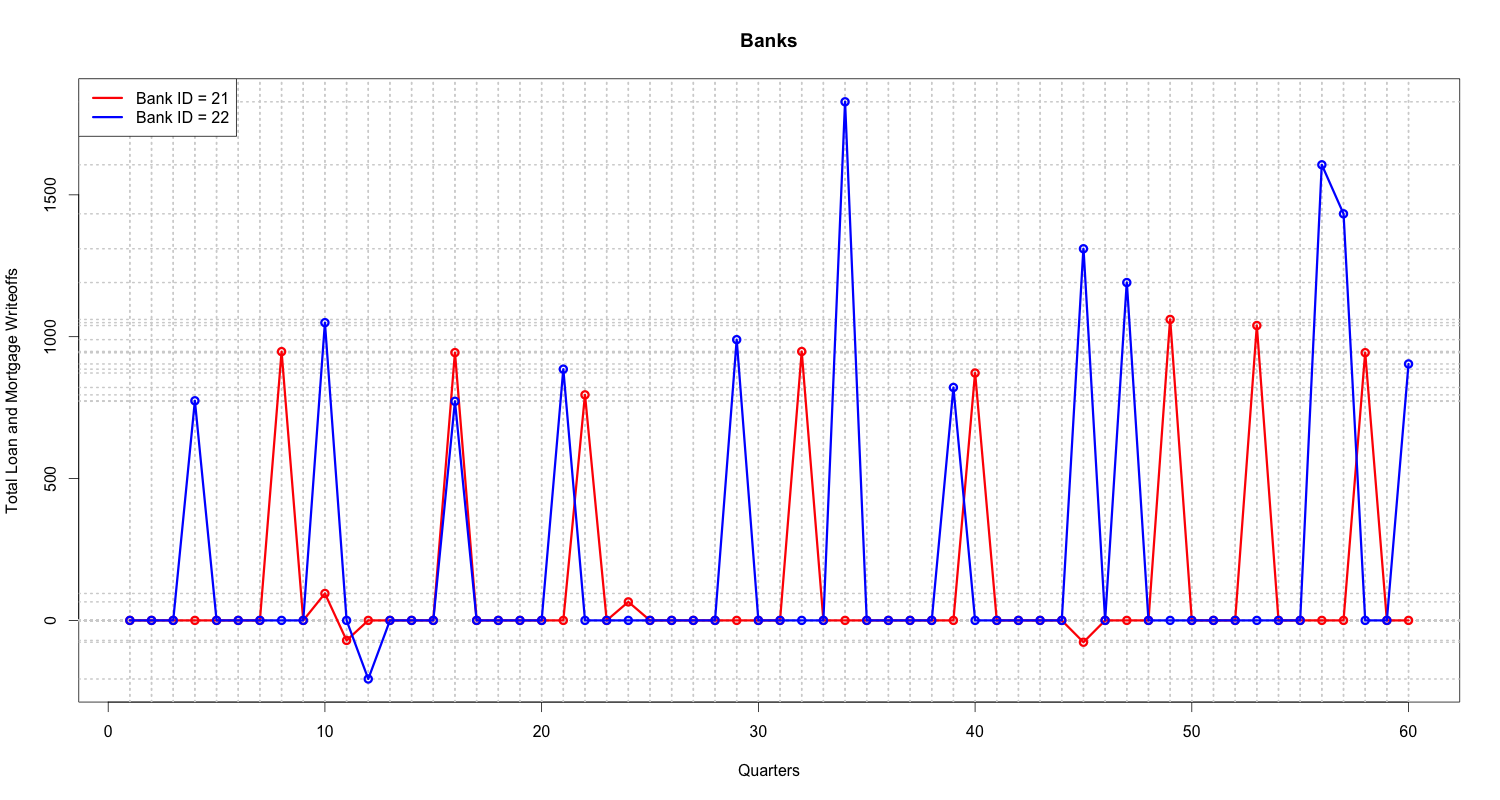 Banks
Bank ID = 21
Bank ID = 22
Total Loan and Mortgage Writeoffs
1500
1000
500
0
0 10 20 30 40 50 60
Quarters